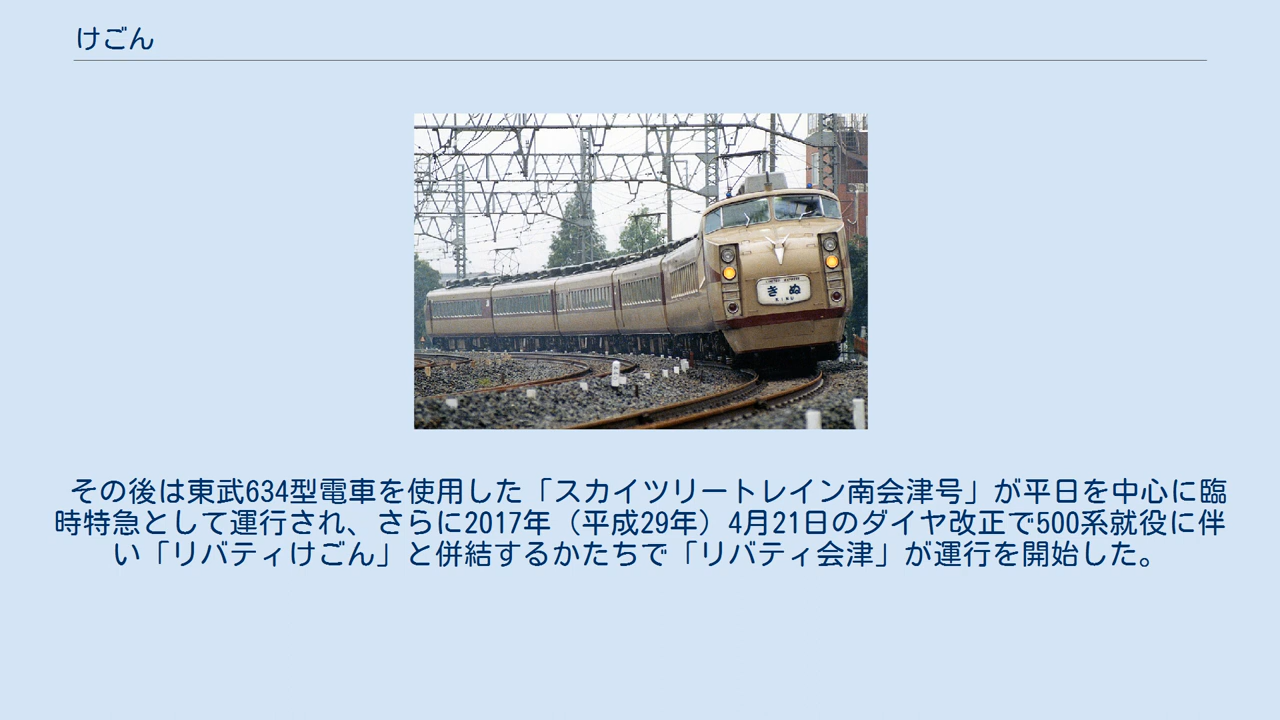 けごん
きぬ
その後は東武634型電車を使用した「スカイツリートレイン南会津号」が平日を中心に臨
時特急として運行され、さらに2017年（平成29年）4月21日のダイヤ改正で500系就役に伴
い「リバティけごん」と併結するかたちで「リバティ会津」が運行を開始した。